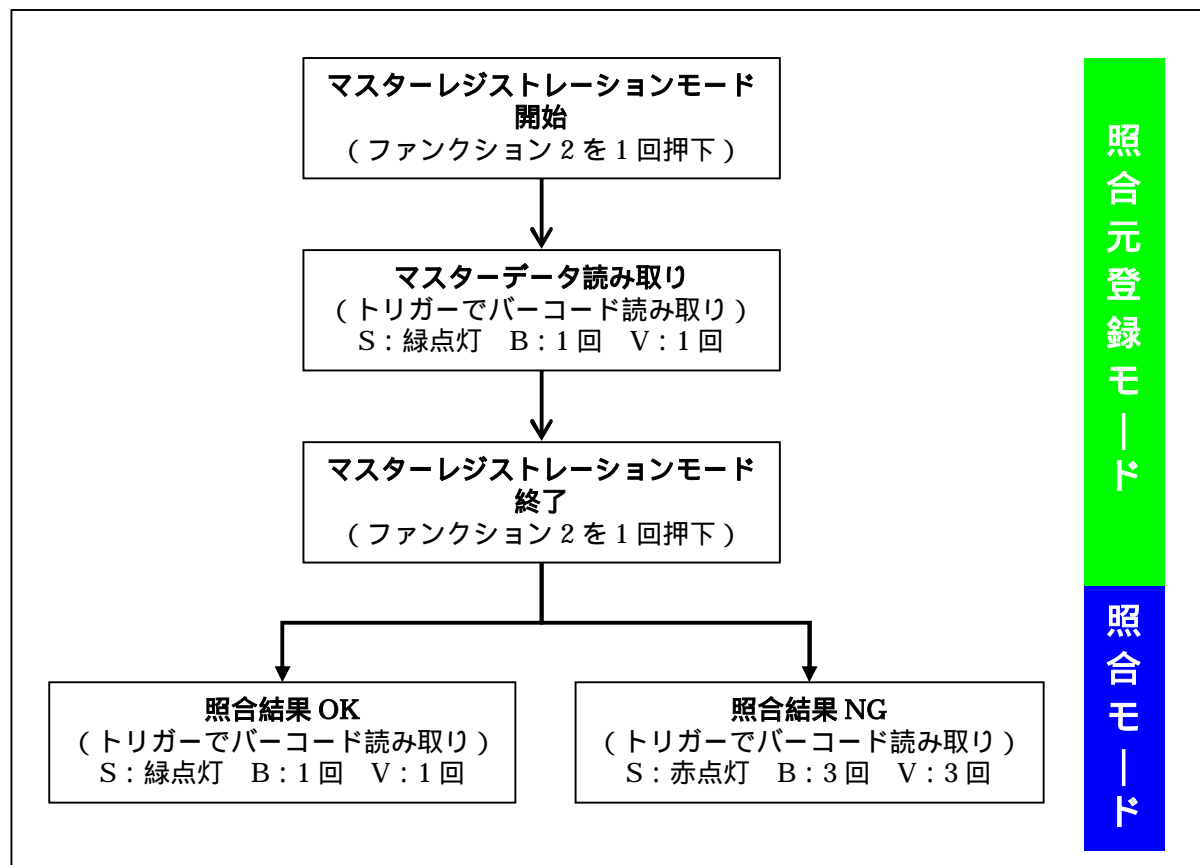 マスターレジストレーションモード
開始
(ファンクション 2 を 1 回押下)
マスターデータ読み取り
(トリガーでバーコード読み取り)
S:緑点灯 B:1 回 V:1 回
マスターレジストレーションモード
終了
(ファンクション 2 を 1 回押下)
照合結果 OK
(トリガーでバーコード読み取り)
S:緑点灯 B:1 回 V:1 回
照合結果 NG
(トリガーでバーコード読み取り)
S:赤点灯 B:3 回 V:3 回
照合元登録モード
照合モード